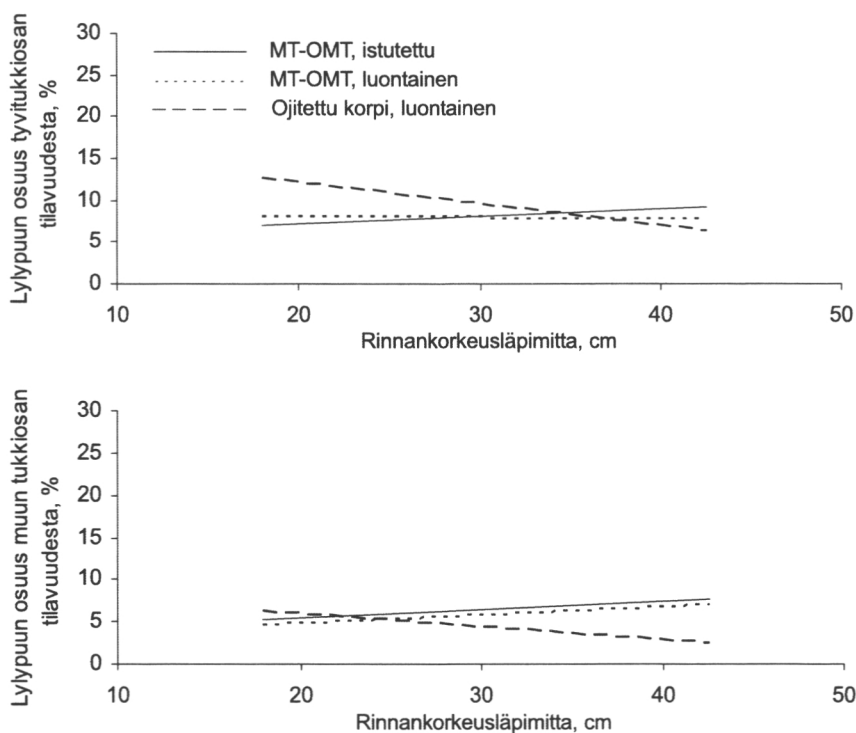 Lylypuun osuus tyvitukkiosan
tilavuudesta, %
30
25
20
15
10
5
0
MT-OMT, istutettu
MT-OMT, luontainen
Ojitettu korpi, luontainen
10
20
30
40
50
Rinnankorkeusläpimitta, cm
Lylypuun osuus muun tukkiosan
tilavuudesta, %
30
25
20
15
10
5
0
10
20
30
40
50
Rinnankorkeusläpimitta, cm